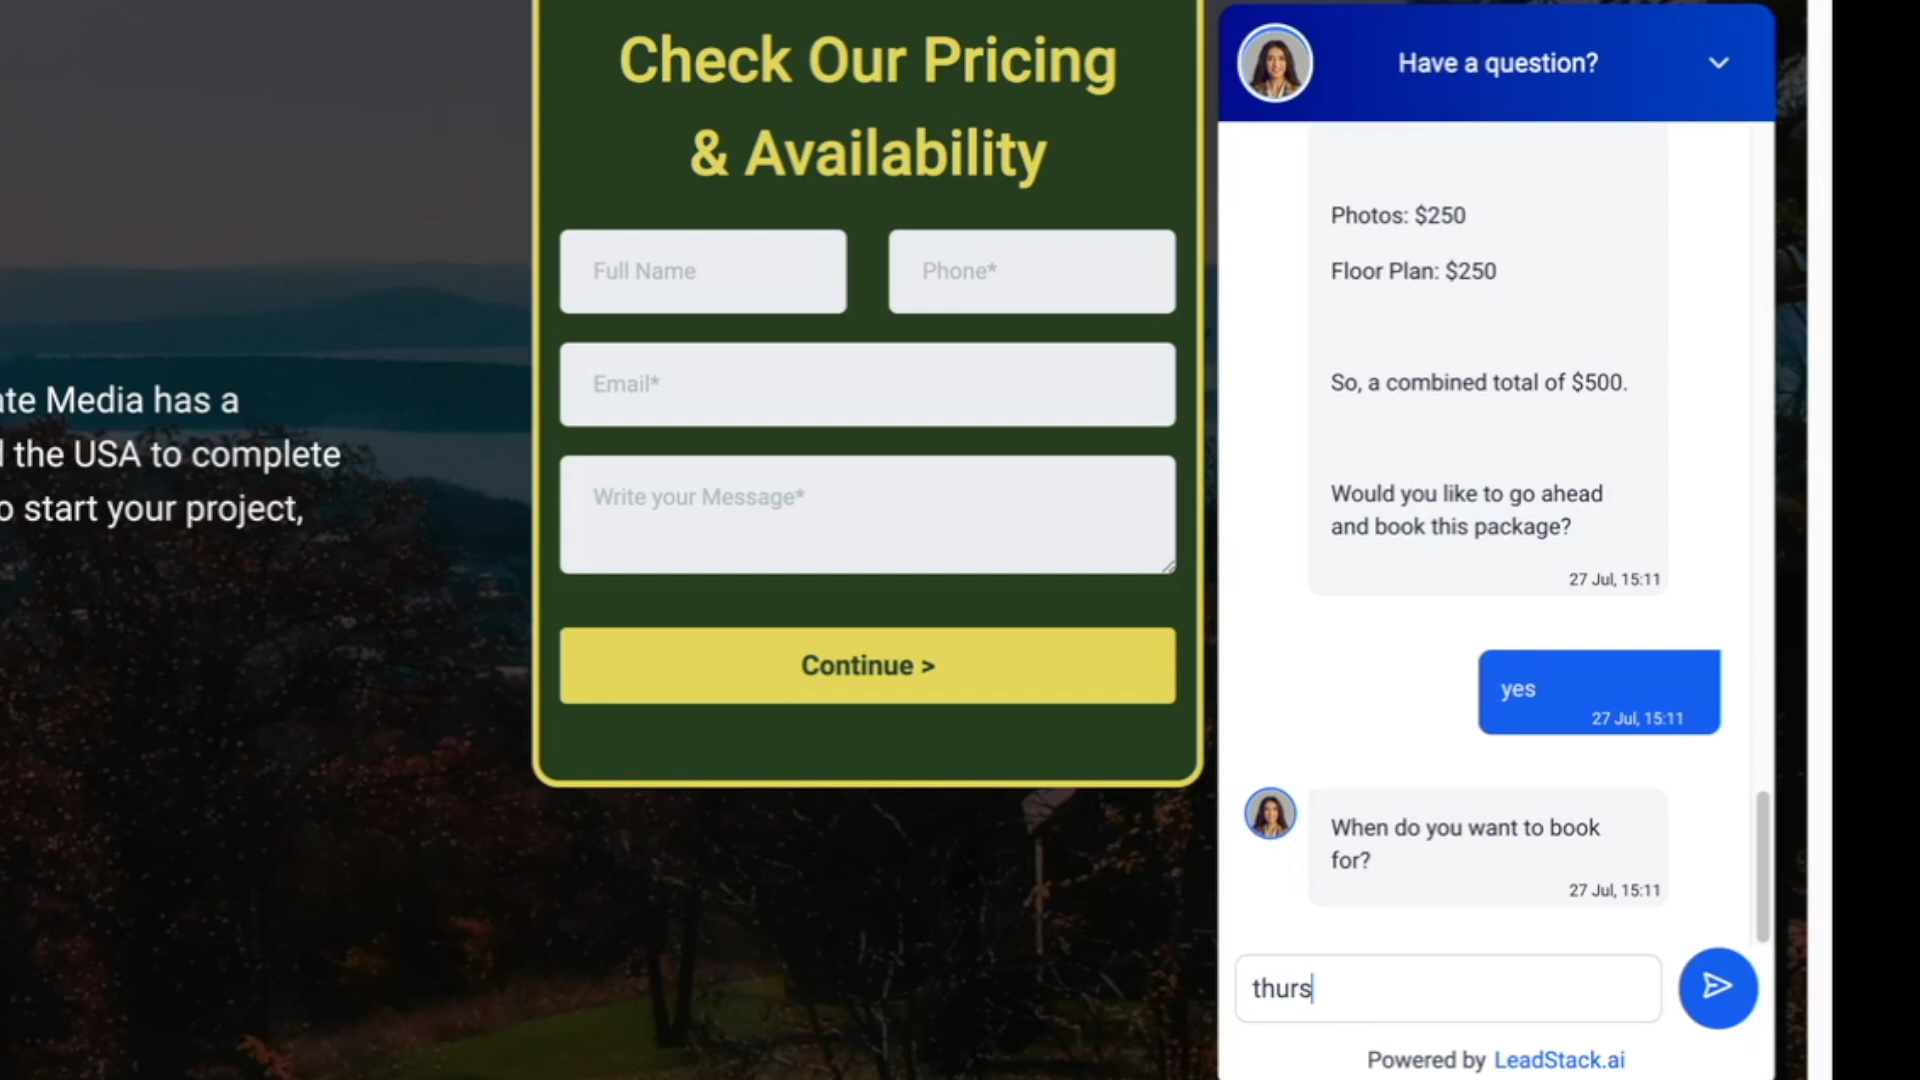 ate Media has a
the USA to complete
o start your project,
Check Our Pricing
& Availability
Full Name
Phone*
Email*
Write your Message*
Continue >
Have a question?
Photos: $250
Floor Plan: $250
So, a combined total of $500.
Would you like to go ahead
and book this package?
27 Jul, 15:11
yes
27 Jul, 15:11
When do you want to book
for?
27 Jul, 15:11
thurs
Powered by LeadStack.ai